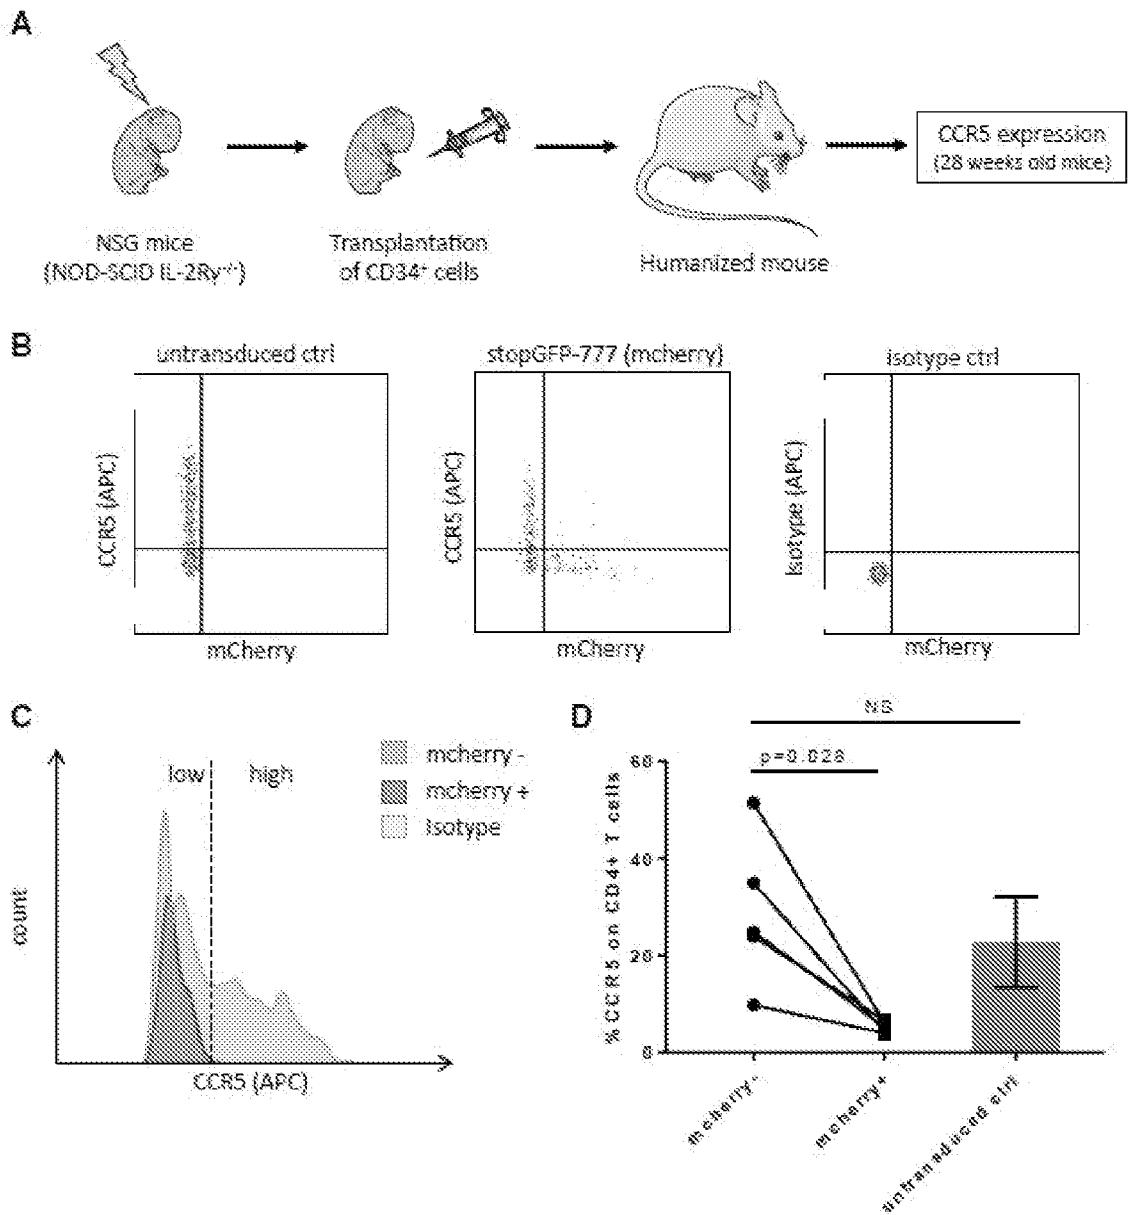 A
NSG mice
(NOD-SCID IL-2Rγ-/-)
Transplantation
of CD34+ cells
Humanized mouse
CCR5 expression
(28 weeks old mice)
B
untransduced ctrl
CCR5 (APC)
mCherry
stopGFP-777 (mcherry)
CCR5 (APC)
mCherry
Isotype ctrl
Isotype (APC)
mCherry
C
low
high
mcherry -
mcherry +
Isotype
count
CCR5 (APC)
D
NS
p=0.028
% CCR5 on CD4+ T cells
60
40
20
0
mcherry-
mcherry+
untransduced ctrl